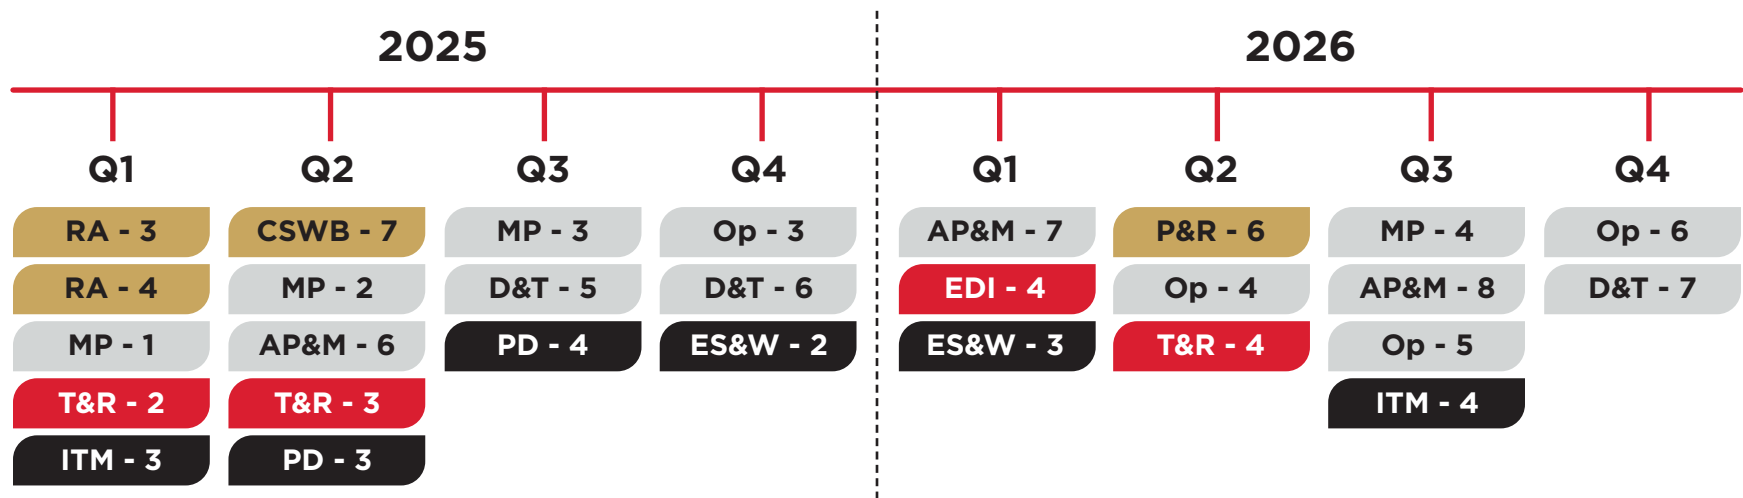 2025
2026
Q1
Q2
Q3
Q4
Q1
Q2
Q3
Q4
RA - 3
CSWB - 7
MP - 3
Op - 3
AP&M - 7
P&R - 6
MP - 4
Op - 6
RA - 4
MP - 2
D&T - 5
D&T - 6
EDI - 4
Op - 4
AP&M - 8
D&T - 7
MP - 1
AP&M - 6
PD - 4
ES&W - 2
ES&W - 3
T&R - 4
Op - 5
T&R - 2
T&R - 3
ITM - 4
ITM - 3
PD - 3